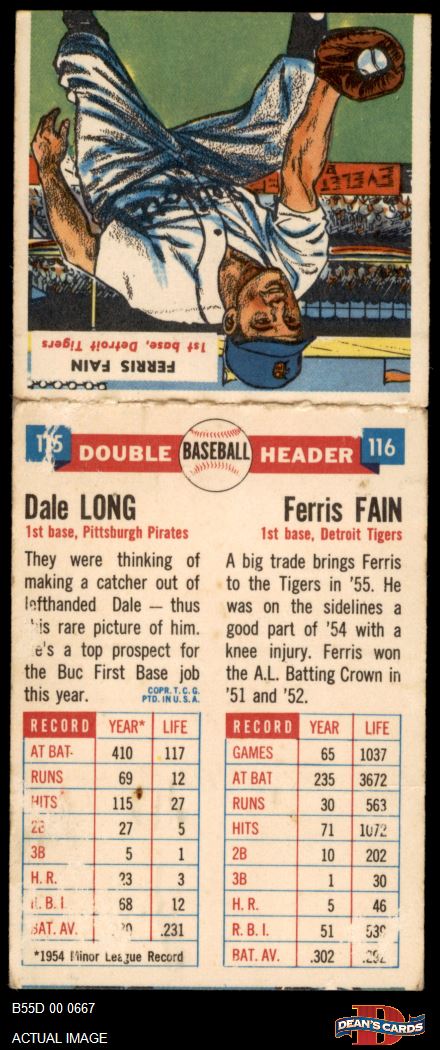 FERRIS FAIN
1st base, Detroit Tigers
115 DOUBLE BASEBALL HEADER 116
Dale LONG
1st base, Pittsburgh Pirates
They were thinking of
making a catcher out of
lefthanded Dale — thus
his rare picture of him.
He's a top prospect for
the Buc First Base job
this year.
COPR. T. C. G.
PTD. IN U. S. A.
RECORD YEAR* LIFE
AT BAT 410 117
RUNS 69 12
HITS 115 27
2B 27 5
3B 5 1
H. R. 23 3
R. B. I. 68 12
BAT. AV. .231
*1954 Minor League Record
Ferris FAIN
1st base, Detroit Tigers
A big trade brings Ferris
to the Tigers in '55. He
was on the sidelines a
good part of '54 with a
knee injury. Ferris won
the A.L. Batting Crown in
'51 and '52.
RECORD YEAR LIFE
GAMES 65 1037
AT BAT 235 3672
RUNS 30 563
HITS 71 1072
2B 10 202
3B 1 30
H. R. 5 46
R. B. I. 51 539
BAT. AV. .302 .292
B55D 00 0667
ACTUAL IMAGE
DEAN'S CARDS